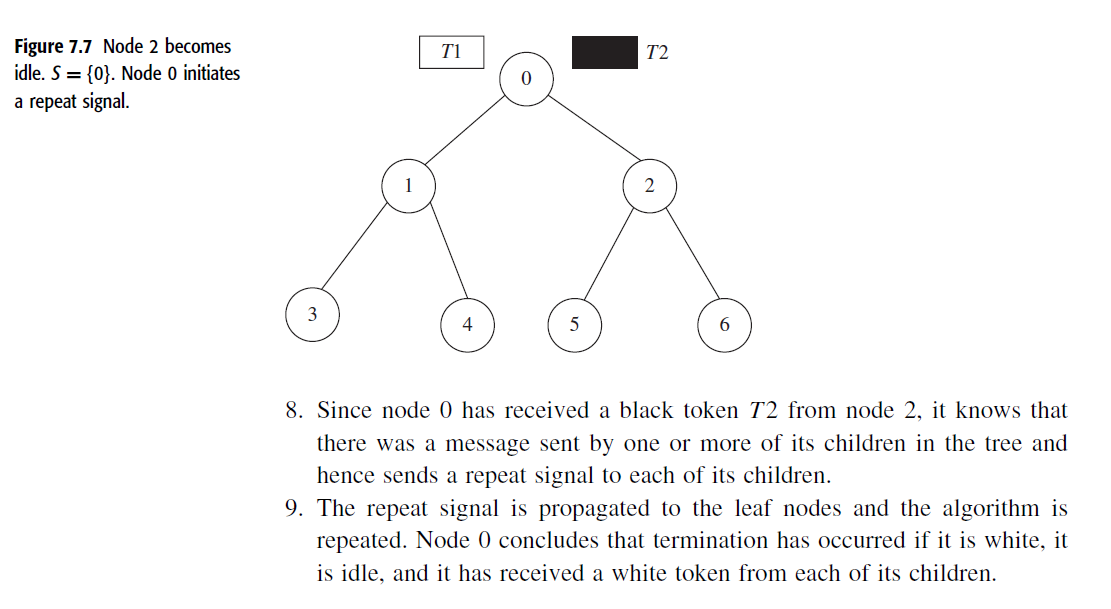 Figure 7.7 Node 2 becomes
idle. S = {0}. Node 0 initiates
a repeat signal.
T1
T2
0
1
2
3
4
5
6
8. Since node 0 has received a black token T2 from node 2, it knows that
there was a message sent by one or more of its children in the tree and
hence sends a repeat signal to each of its children.
9. The repeat signal is propagated to the leaf nodes and the algorithm is
repeated. Node 0 concludes that termination has occurred if it is white, it
is idle, and it has received a white token from each of its children.